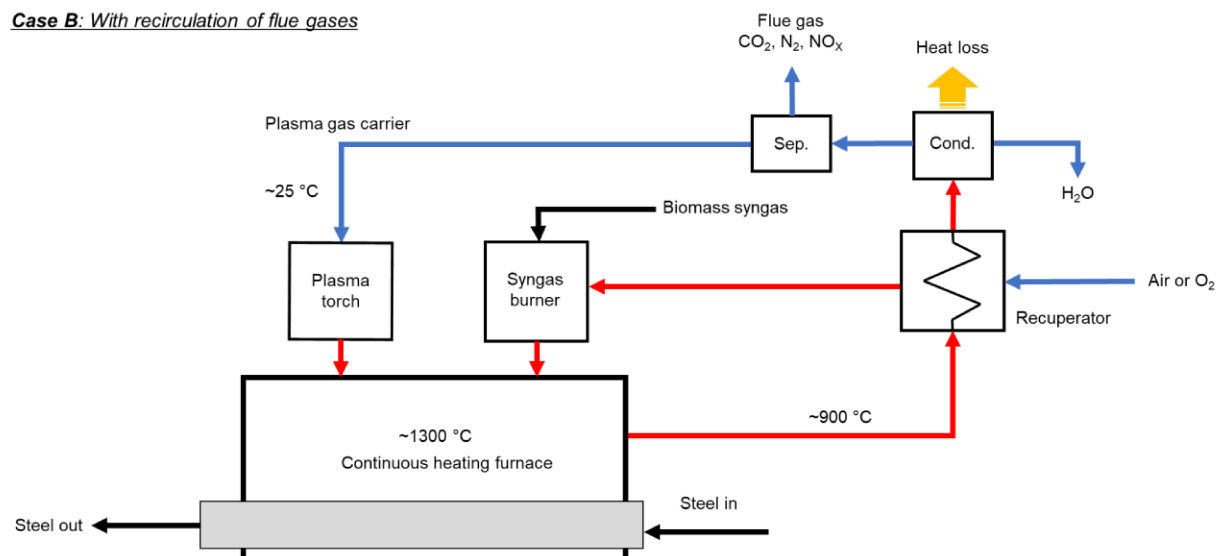 Case B: With recirculation of flue gases
Flue gas
CO₂, N₂, NOₓ
Heat loss
Plasma gas carrier
Sep.
Cond.
~25 °C
H₂O
Biomass syngas
Plasma
torch
Syngas
burner
Air or O₂
Recuperator
~900 °C
~1300 °C
Continuous heating furnace
Steel in
Steel out